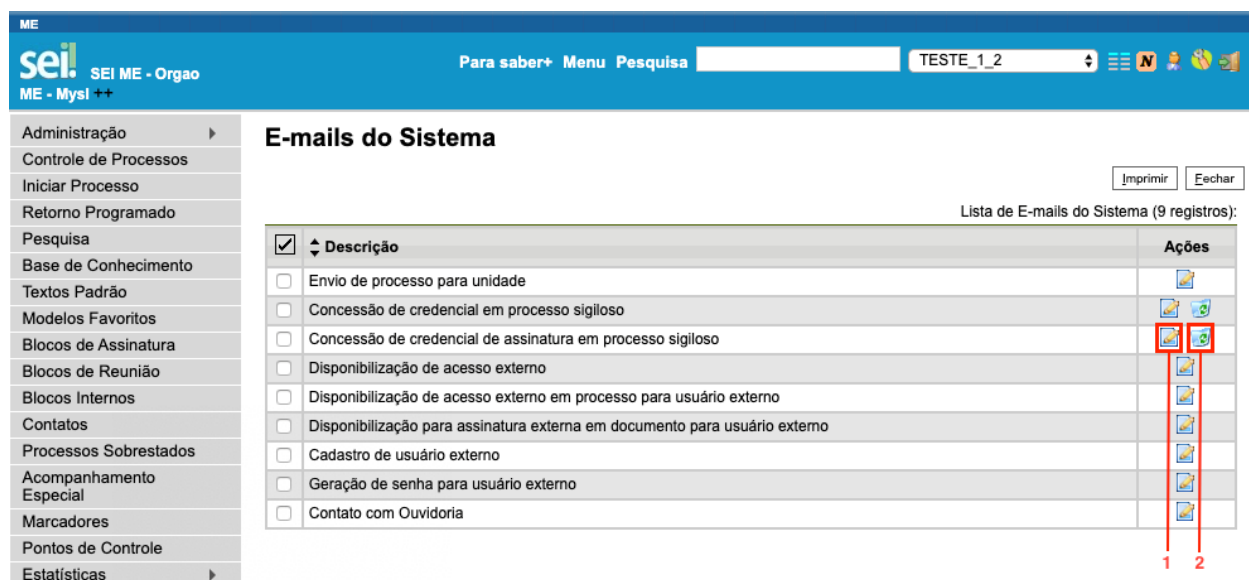 ME
sei!
SEI ME - Orgao
ME - Mysl ++
Para saber+ Menu Pesquisa
TESTE_1_2
N
Administração
Controle de Processos
Iniciar Processo
Retorno Programado
Pesquisa
Base de Conhecimento
Textos Padrão
Modelos Favoritos
Blocos de Assinatura
Blocos de Reunião
Blocos Internos
Contatos
Processos Sobrestados
Acompanhamento
Especial
Marcadores
Pontos de Controle
Estatísticas
E-mails do Sistema
Imprimir
Fechar
Lista de E-mails do Sistema (9 registros):
Descrição
Ações
Envio de processo para unidade
Concessão de credencial em processo sigiloso
Concessão de credencial de assinatura em processo sigiloso
Disponibilização de acesso externo
Disponibilização de acesso externo em processo para usuário externo
Disponibilização para assinatura externa em documento para usuário externo
Cadastro de usuário externo
Geração de senha para usuário externo
Contato com Ouvidoria
1 2